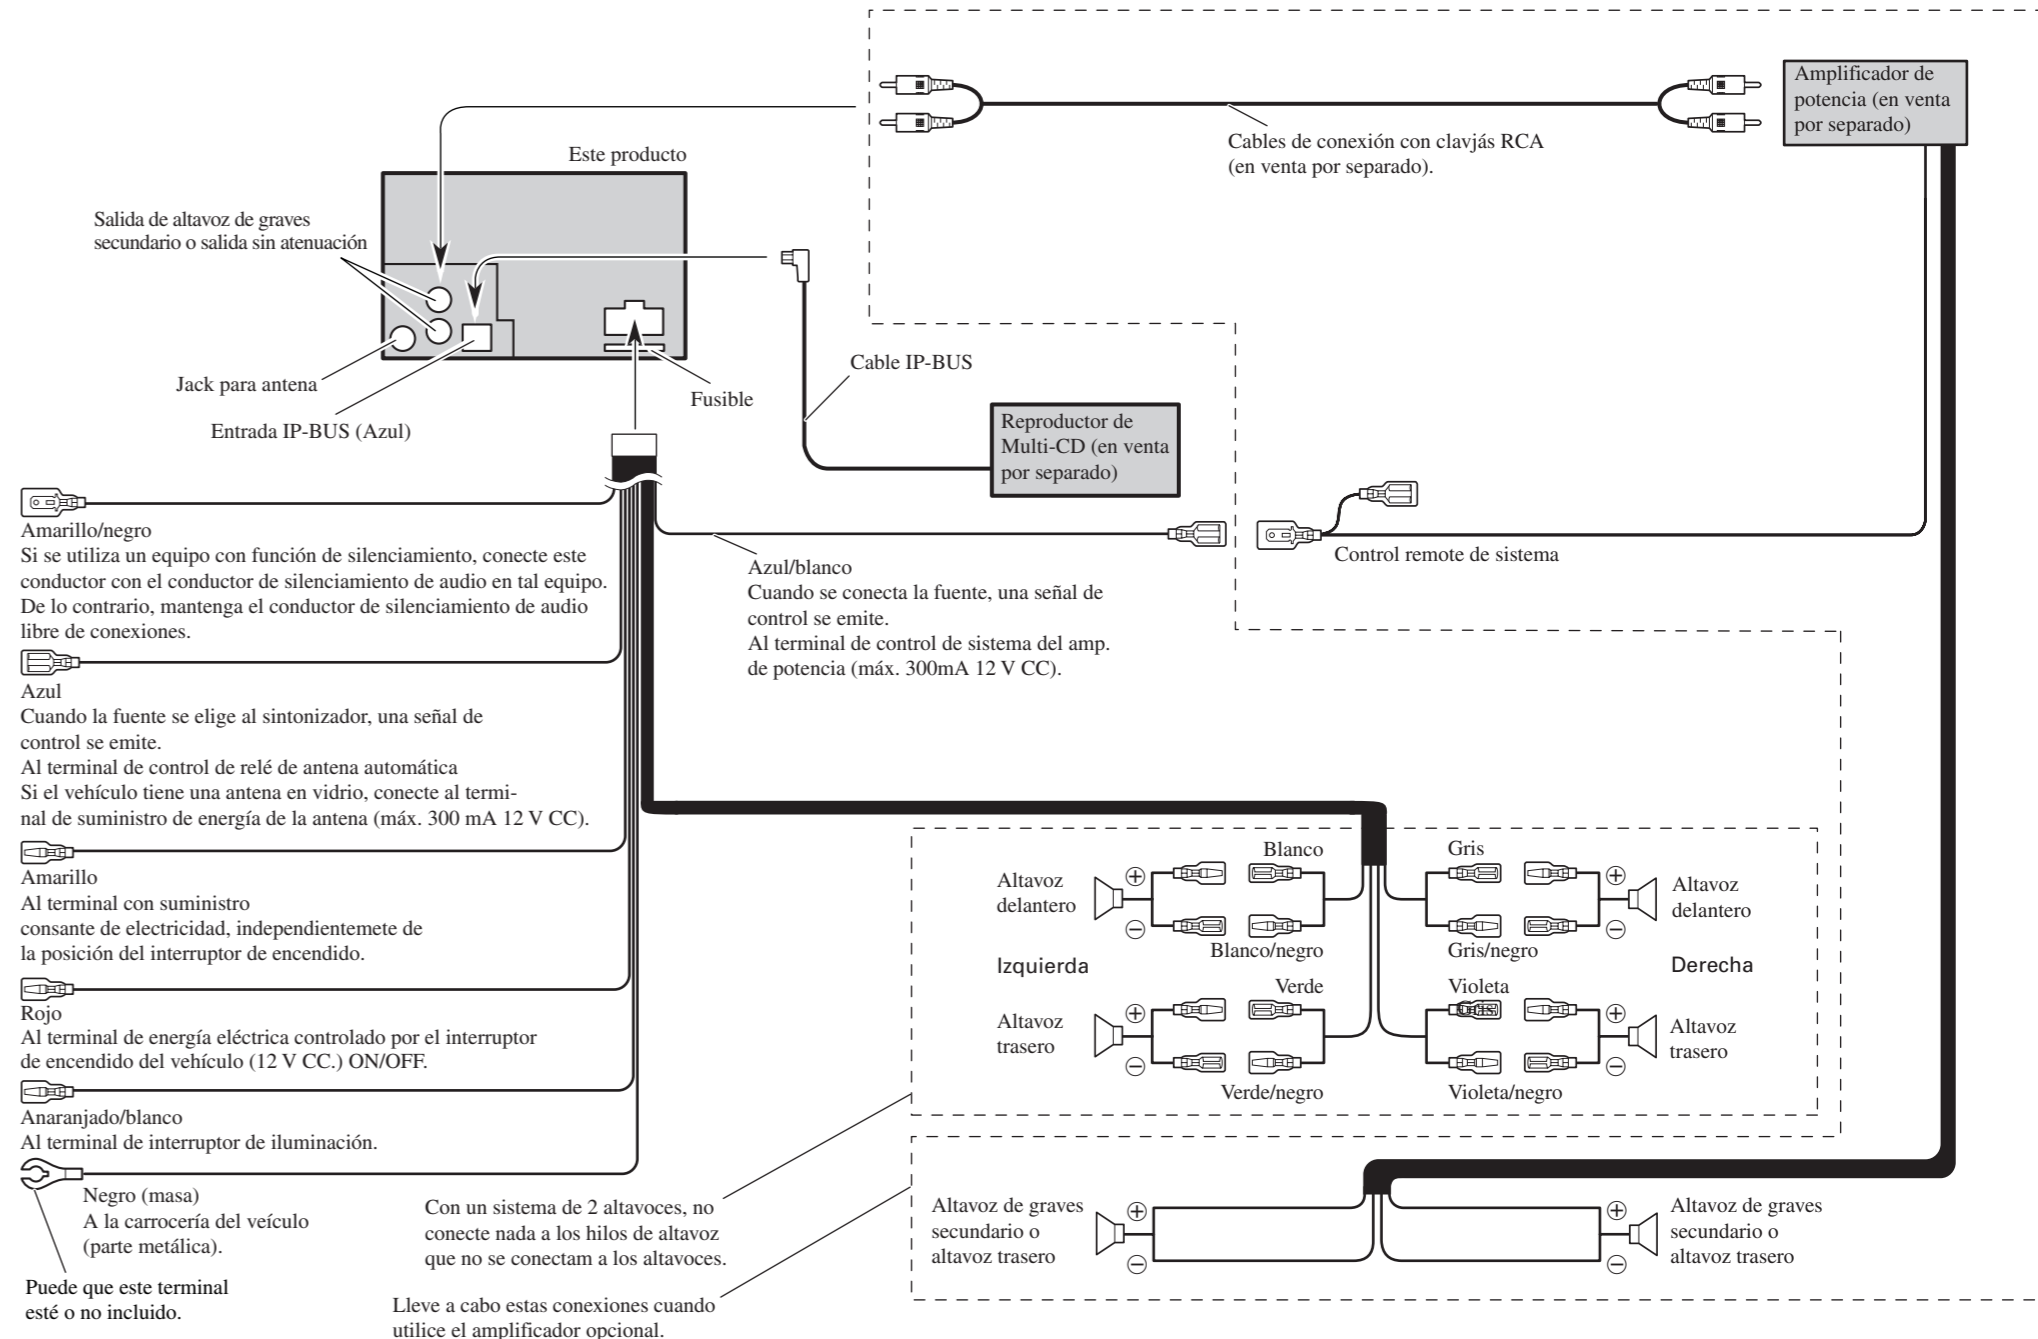 Amplificador de
potencia (en venta
por separado)
Cables de conexión con clavjás RCA
(en venta por separado).
Este producto
Salida de altavoz de graves
secundario o salida sin atenuación
Jack para antena
Entrada IP-BUS (Azul)
Fusible
Cable IP-BUS
Reproductor de
Multi-CD (en venta
por separado)
Amarillo/negro
Si se utiliza un equipo con función de silenciamiento, conecte este
conductor con el conductor de silenciamiento de audio en tal equipo.
De lo contrario, mantenga el conductor de silenciamiento de audio
libre de conexiones.
Azul/blanco
Cuando se conecta la fuente, una señal de
control se emite.
Al terminal de control de sistema del amp.
de potencia (máx. 300mA 12 V CC).
Control remote de sistema
Azul
Cuando la fuente se elige al sintonizador, una señal de
control se emite.
Al terminal de control de relé de antena automática
Si el vehículo tiene una antena en vidrio, conecte al termi-
nal de suministro de energía de la antena (máx. 300 mA 12 V CC).
Amarillo
Al terminal con suministro
consante de electricidad, independientemete de
la posición del interruptor de encendido.
Rojo
Al terminal de energía eléctrica controlado por el interruptor
de encendido del vehículo (12 V CC.) ON/OFF.
Anaranjado/blanco
Al terminal de interruptor de iluminación.
Negro (masa)
A la carrocería del veículo
(parte metálica).
Puede que este terminal
esté o no incluido.
Blanco
Gris
Altavoz
delantero
+
−
+
−
Altavoz
delantero
Blanco/negro
Gris/negro
Izquierda
Derecha
Verde
Violeta
Gris
Altavoz
trasero
+
−
+
−
Altavoz
trasero
Verde/negro
Violeta/negro
Con un sistema de 2 altavoces, no
conecte nada a los hilos de altavoz
que no se conectam a los altavoces.
Lleve a cabo estas conexiones cuando
utilice el amplificador opcional.
Altavoz de graves
secundario o
altavoz trasero
+
−
+
−
Altavoz de graves
secundario o
altavoz trasero